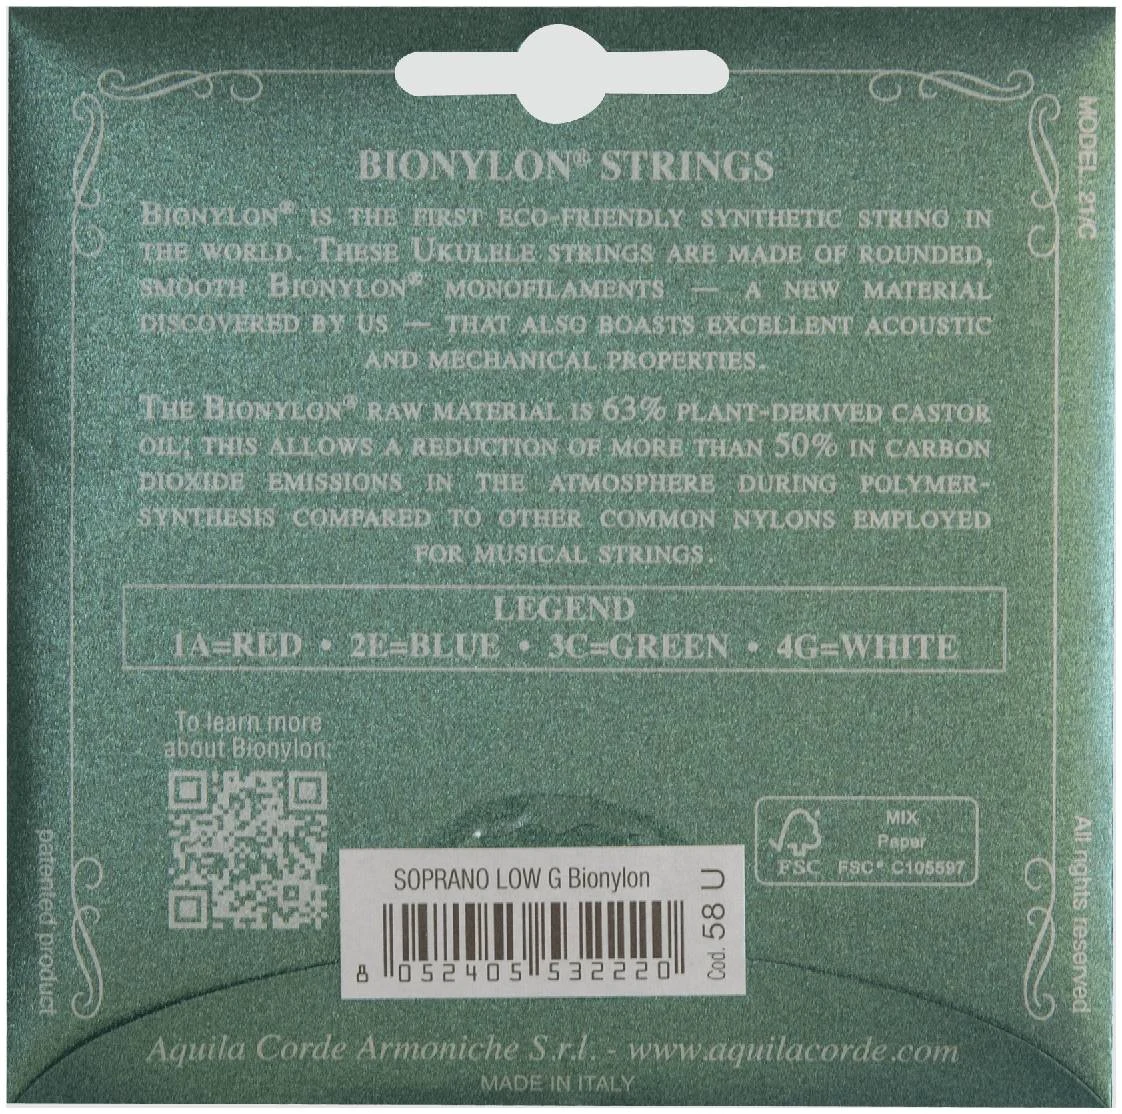 BIONYLON® STRINGS
BIONYLON® IS THE FIRST ECO-FRIENDLY SYNTHETIC STRING IN
THE WORLD. THESE UKULELE STRINGS ARE MADE OF ROUNDED,
SMOOTH BIONYLON® MONOFILAMENTS — A NEW MATERIAL
DISCOVERED BY US — THAT ALSO BOASTS EXCELLENT ACOUSTIC
AND MECHANICAL PROPERTIES.
THE BIONYLON® RAW MATERIAL IS 63% PLANT-DERIVED CASTOR
OIL; THIS ALLOWS A REDUCTION OF MORE THAN 50% IN CARBON
DIOXIDE EMISSIONS IN THE ATMOSPHERE DURING POLYMER-
SYNTHESIS COMPARED TO OTHER COMMON NYLONS EMPLOYED
FOR MUSICAL STRINGS.
LEGEND
1A=RED • 2E=BLUE • 3C=GREEN • 4G=WHITE
To learn more
about Bionylon:
MIX
Paper
FSC® C105597
FSC
SOPRANO LOW G Bionylon
8 052405 532220
Cod. 58 U
Aquila Corde Armoniche S.r.l. - www.aquilacorde.com
MADE IN ITALY
patented product
MODEL 21/C
All rights reserved